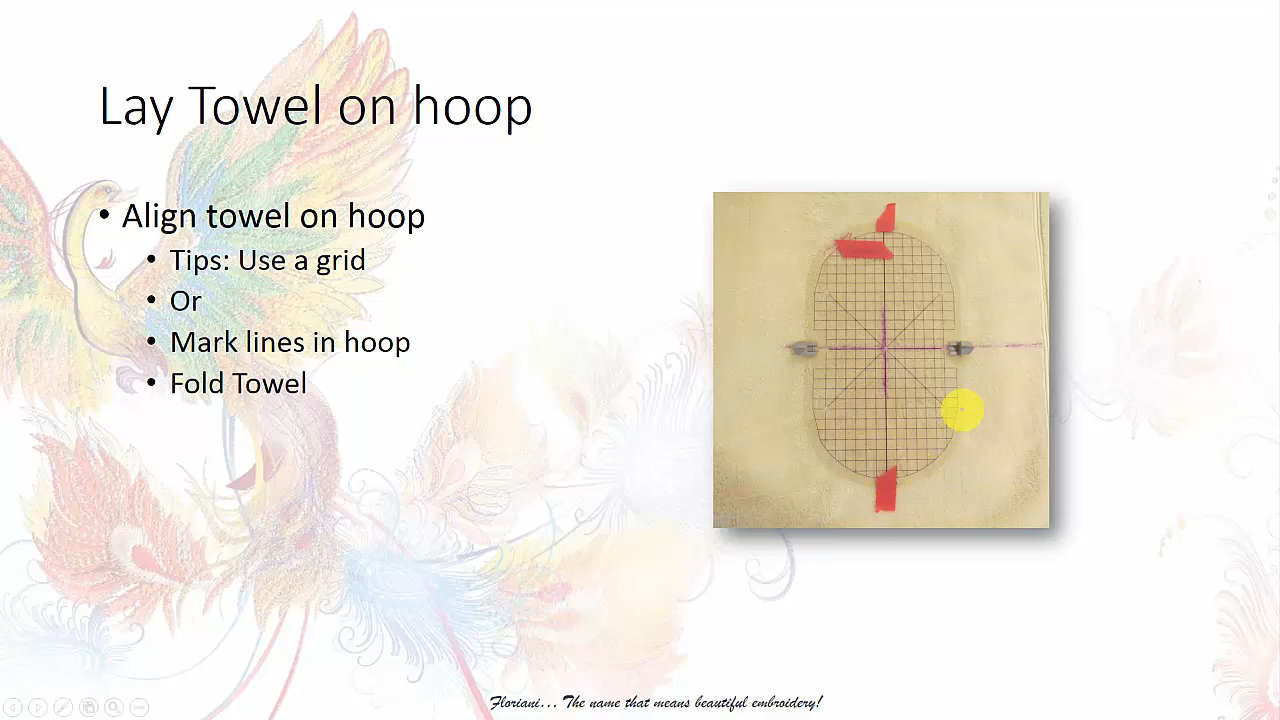 Lay Towel on hoop
• Align towel on hoop
• Tips: Use a grid
• Or
• Mark lines in hoop
• Fold Towel
Floriani... The name that means beautiful embroidery!